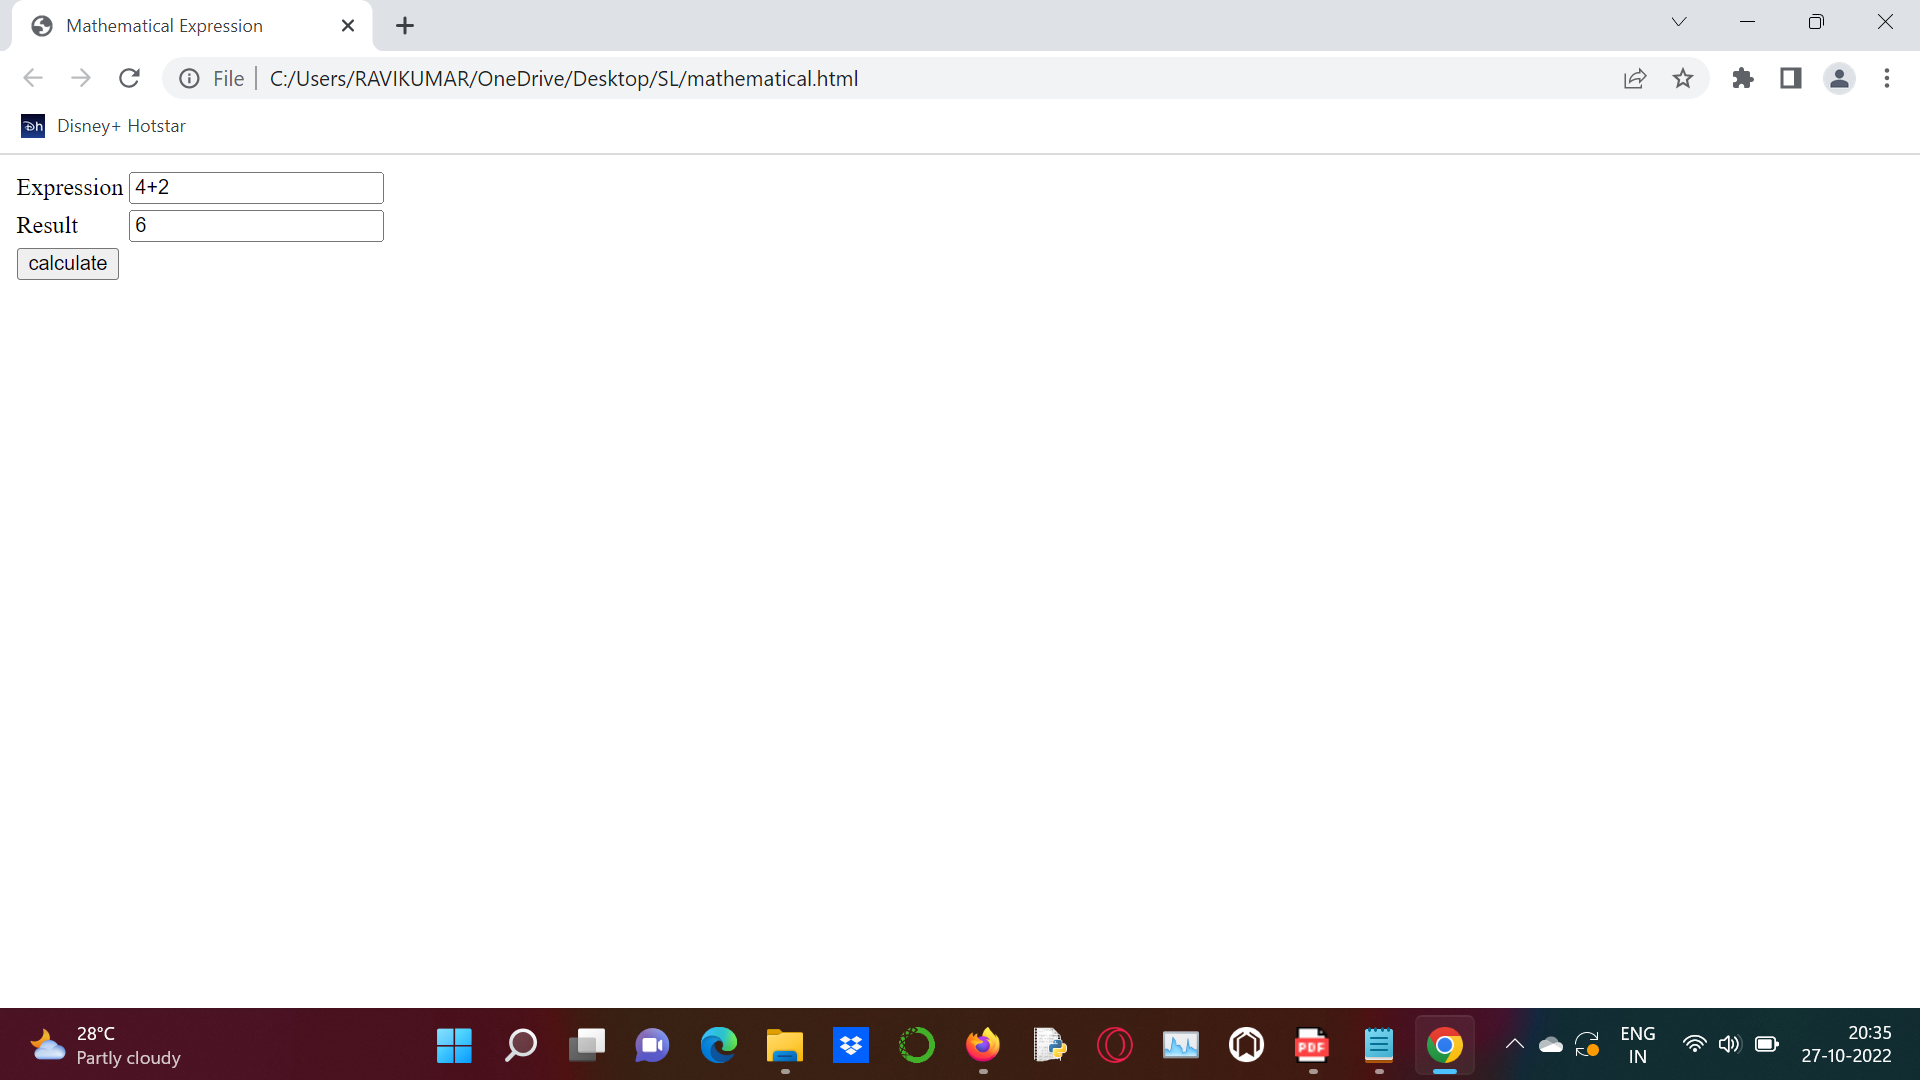 Mathematical Expression
File C:/Users/RAVIKUMAR/OneDrive/Desktop/SL/mathematical.html
Disney+ Hotstar
Expression 4+2
Result 6
calculate
28°C
Partly cloudy
PDF
ENG
IN
20:35
27-10-2022